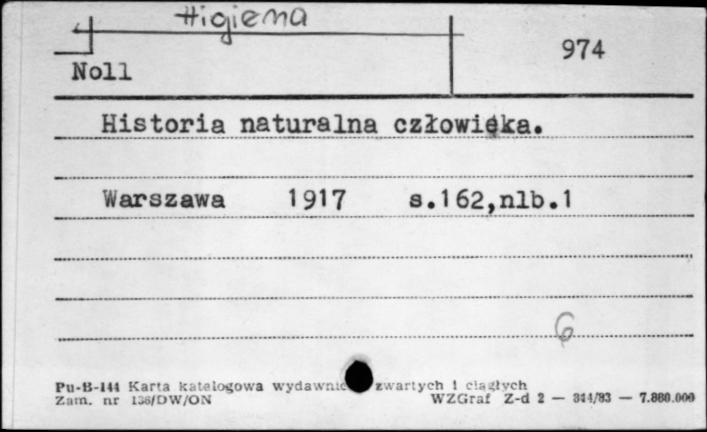 Higiena
974
Noll
Historia naturalna człowieka.
Warszawa 1917 s.162,nlb.1
6
Pu-B-144 Karta katalogowa wydawnic zwartych i ciągłych
Zam. nr 136/DW/ON WZGraf Z-d 2 — 344/83 — 7.880.000